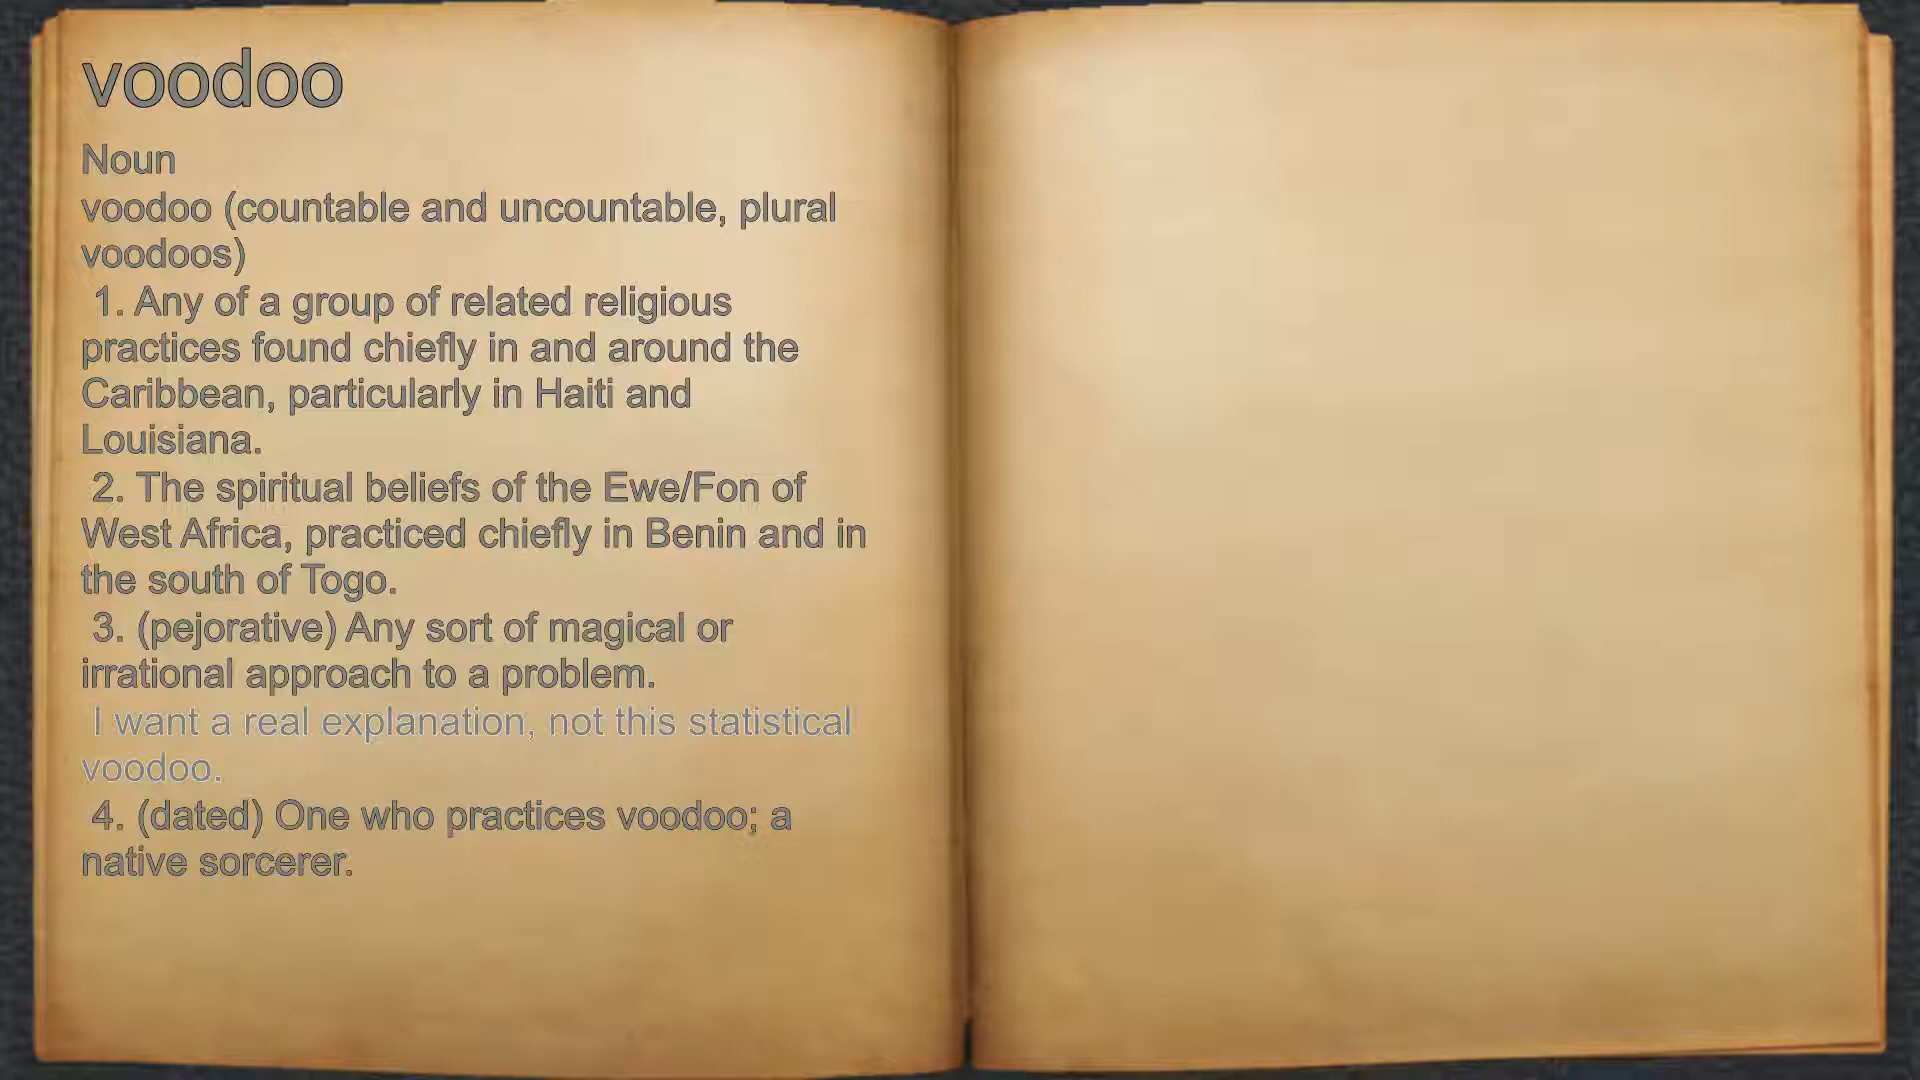 voodoo
Noun
voodoo (countable and uncountable, plural
voodoos)
1. Any of a group of related religious
practices found chiefly in and around the
Caribbean, particularly in Haiti and
Louisiana.
2. The spiritual beliefs of the Ewe/Fon of
West Africa, practiced chiefly in Benin and in
the south of Togo.
3. (pejorative) Any sort of magical or
irrational approach to a problem.
I want a real explanation, not this statistical
voodoo.
4. (dated) One who practices voodoo; a
native sorcerer.